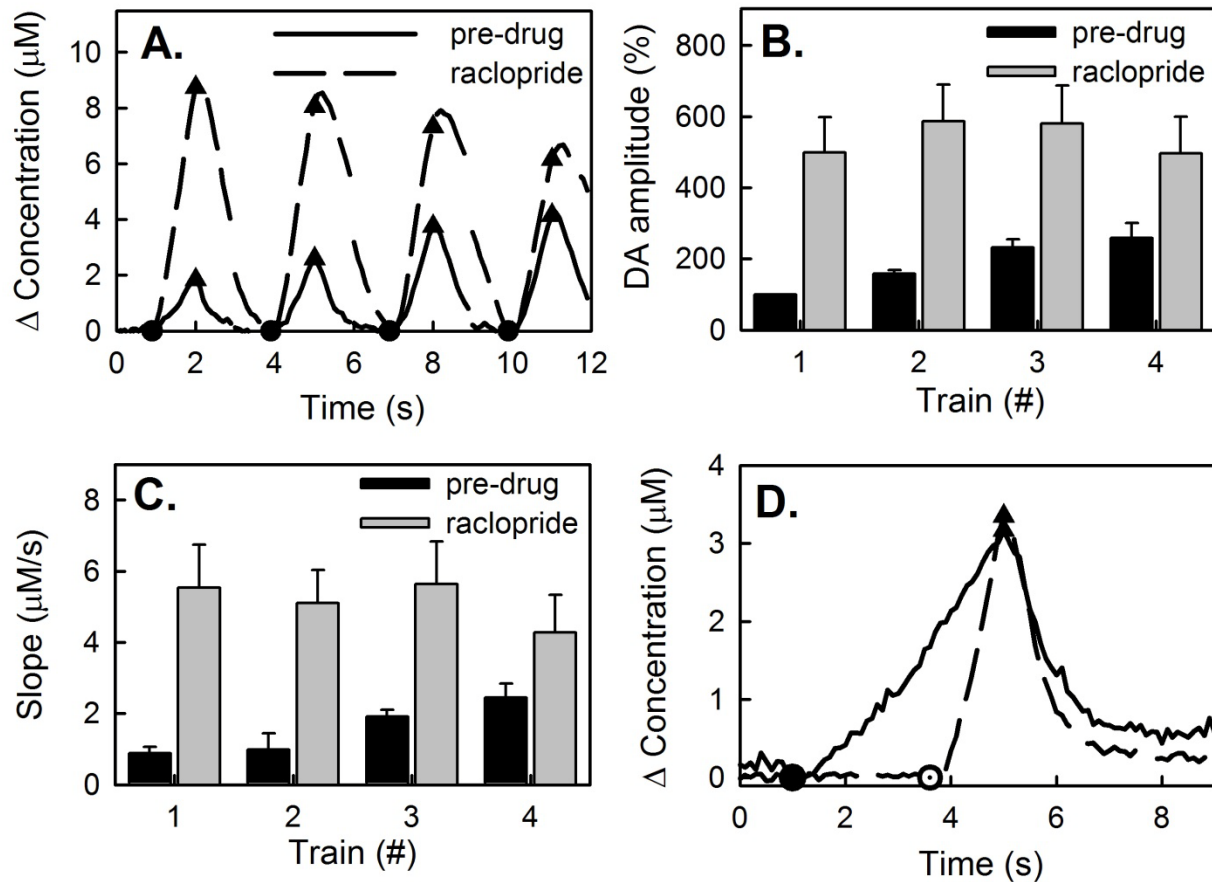 A.
pre-drug
raclopride
Δ Concentration (μM)
10
8
6
4
2
0
0 2 4 6 8 10 12
Time (s)
B.
pre-drug
raclopride
DA amplitude (%)
800
600
400
200
0
1 2 3 4
Train (#)
C.
pre-drug
raclopride
Slope (μM/s)
8
6
4
2
0
1 2 3 4
Train (#)
D.
Δ Concentration (μM)
4
3
2
1
0
0 2 4 6 8
Time (s)